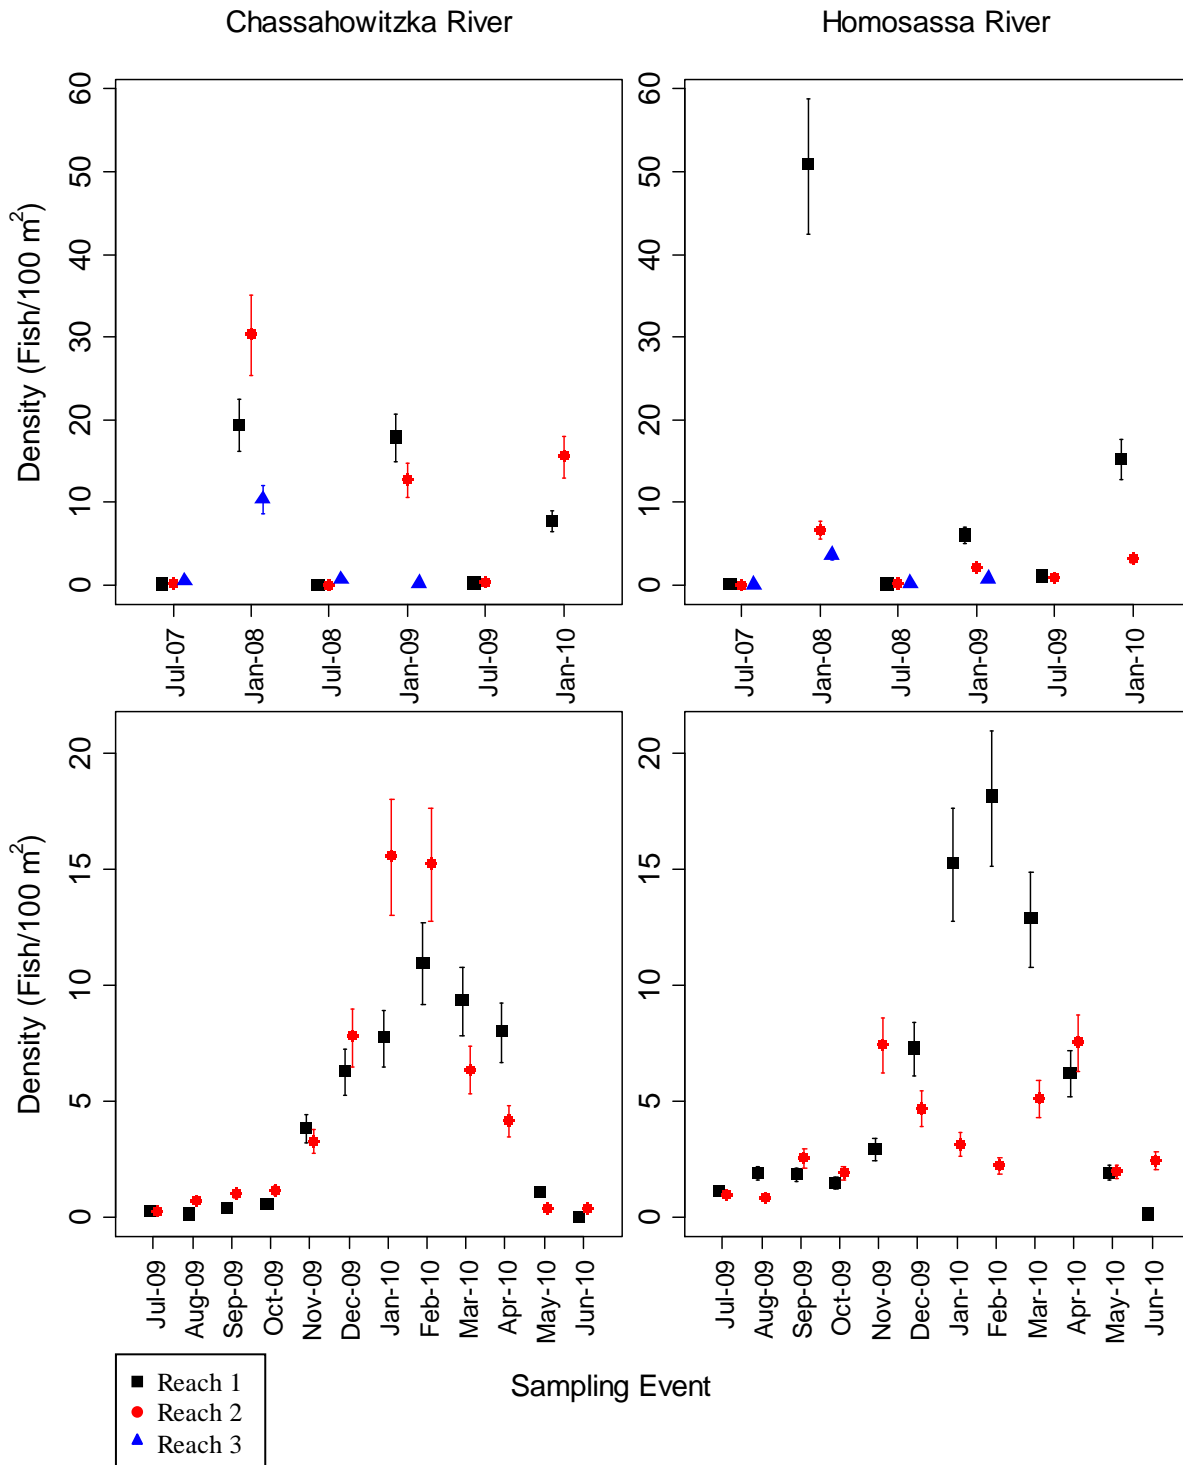 Chassahowitzka River
Homosassa River
Density (Fish/100 m²)
60
50
40
30
20
10
0
Jul-07
Jan-08
Jul-08
Jan-09
Jul-09
Jan-10
60
50
40
30
20
10
0
Jul-07
Jan-08
Jul-08
Jan-09
Jul-09
Jan-10
Density (Fish/100 m²)
20
15
10
5
0
Jul-09
Aug-09
Sep-09
Oct-09
Nov-09
Dec-09
Jan-10
Feb-10
Mar-10
Apr-10
May-10
Jun-10
20
15
10
5
0
Jul-09
Aug-09
Sep-09
Oct-09
Nov-09
Dec-09
Jan-10
Feb-10
Mar-10
Apr-10
May-10
Jun-10
Sampling Event
Reach 1
Reach 2
Reach 3